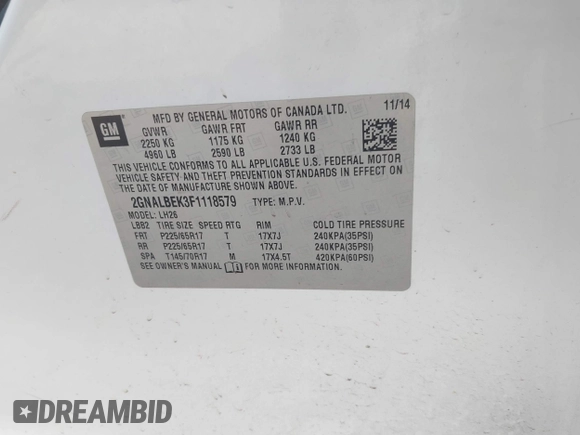 MFD BY GENERAL MOTORS OF CANADA LTD. 11/14
GM
GVWR GAWR FRT GAWR RR
2250 KG 1175 KG 1240 KG
4960 LB 2590 LB 2733 LB
THIS VEHICLE CONFORMS TO ALL APPLICABLE U.S. FEDERAL MOTOR
VEHICLE SAFETY AND THEFT PREVENTION STANDARDS IN EFFECT ON
THE DATE OF MANUFACTURE SHOWN ABOVE.
2GNALBEK3F1118579 TYPE: M.P.V.
MODEL: LH26
LBB2 TIRE SIZE SPEED RTG RIM COLD TIRE PRESSURE
FRT P225/65R17 T 17X7J 240KPA(35PSI)
RR P225/65R17 T 17X7J 240KPA(35PSI)
SPA T145/70R17 M 17X4.5T 420KPA(60PSI)
SEE OWNER'S MANUAL FOR MORE INFORMATION
DREAMBID